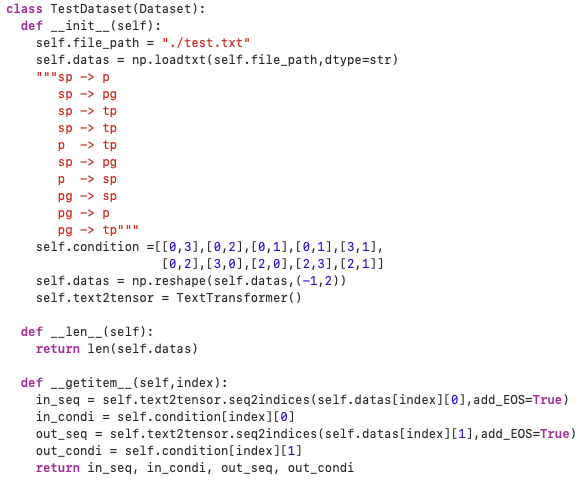 class TestDataset(Dataset):
  def __init__(self):
    self.file_path = "./test.txt"
    self.datas = np.loadtxt(self.file_path,dtype=str)
    """sp -> p
       sp -> pg
       sp -> tp
       sp -> tp
       p  -> tp
       sp -> pg
       p  -> sp
       pg -> sp
       pg -> p
       pg -> tp"""
    self.condition =[[0,3],[0,2],[0,1],[0,1],[3,1],
                     [0,2],[3,0],[2,0],[2,3],[2,1]]
    self.datas = np.reshape(self.datas,(-1,2))
    self.text2tensor = TextTransformer()

  def __len__(self):
    return len(self.datas)

  def __getitem__(self,index):
    in_seq = self.text2tensor.seq2indices(self.datas[index][0],add_EOS=True)
    in_condi = self.condition[index][0]
    out_seq = self.text2tensor.seq2indices(self.datas[index][1],add_EOS=True)
    out_condi = self.condition[index][1]
    return in_seq, in_condi, out_seq, out_condi